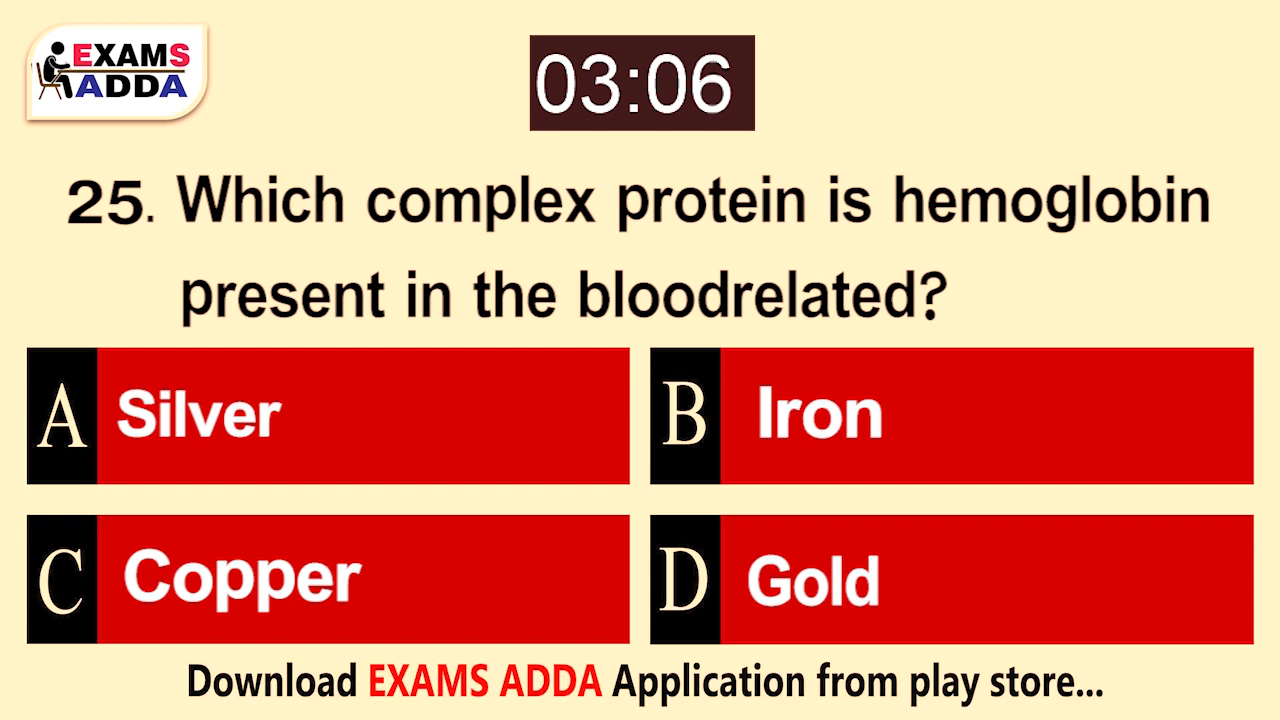 EXAMS
ADDA
03:06
25. Which complex protein is hemoglobin
present in the bloodrelated?
A Silver
B Iron
C Copper
D Gold
Download EXAMS ADDA Application from play store...